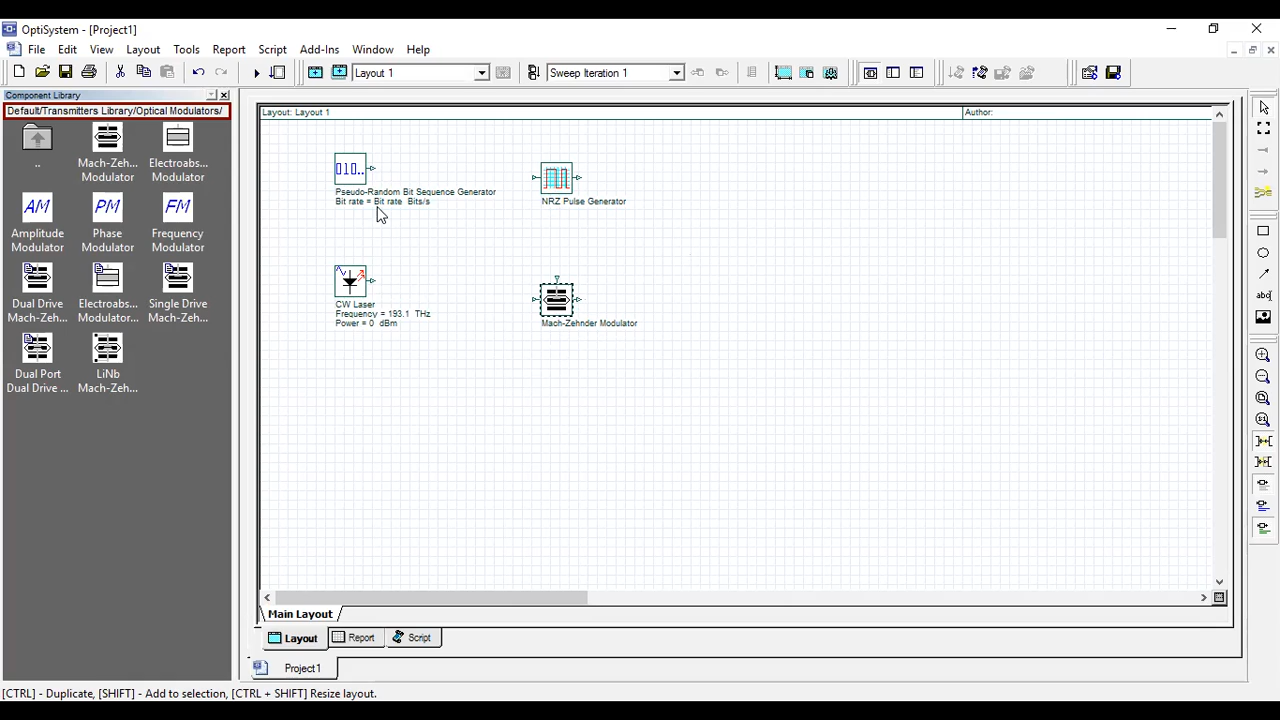 OptiSystem - [Project1]
File Edit View Layout Tools Report Script Add-Ins Window Help
Layout 1
Sweep Iteration 1
Component Library
Default/Transmitters Library/Optical Modulators/
..
Mach-Zeh...
Modulator
Electroabs...
Modulator
AM
Amplitude
Modulator
PM
Phase
Modulator
FM
Frequency
Modulator
Dual Drive
Mach-Zeh...
Electroabs...
Modulator...
Single Drive
Mach-Zeh...
Dual Port
Dual Drive ...
LiNb
Mach-Zeh...
Layout: Layout 1
Author:
010..
Pseudo-Random Bit Sequence Generator
Bit rate = Bit rate Bits/s
NRZ Pulse Generator
CW Laser
Frequency = 193.1 THz
Power = 0 dBm
Mach-Zehnder Modulator
abc
Main Layout
Layout Report Script
Project1
[CTRL] - Duplicate, [SHIFT] - Add to selection, [CTRL + SHIFT] Resize layout.